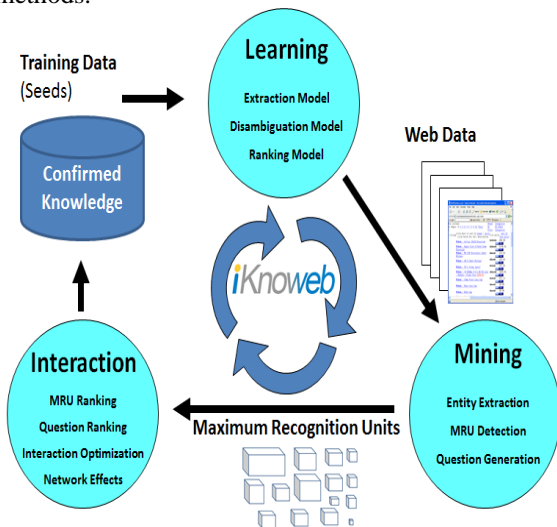 methods.
Learning
Extraction Model
Disambiguation Model
Ranking Model
Training Data
(Seeds)
Confirmed
Knowledge
Web Data
iKnoweb
Interaction
MRU Ranking
Question Ranking
Interaction Optimization
Network Effects
Maximum Recognition Units
Mining
Entity Extraction
MRU Detection
Question Generation